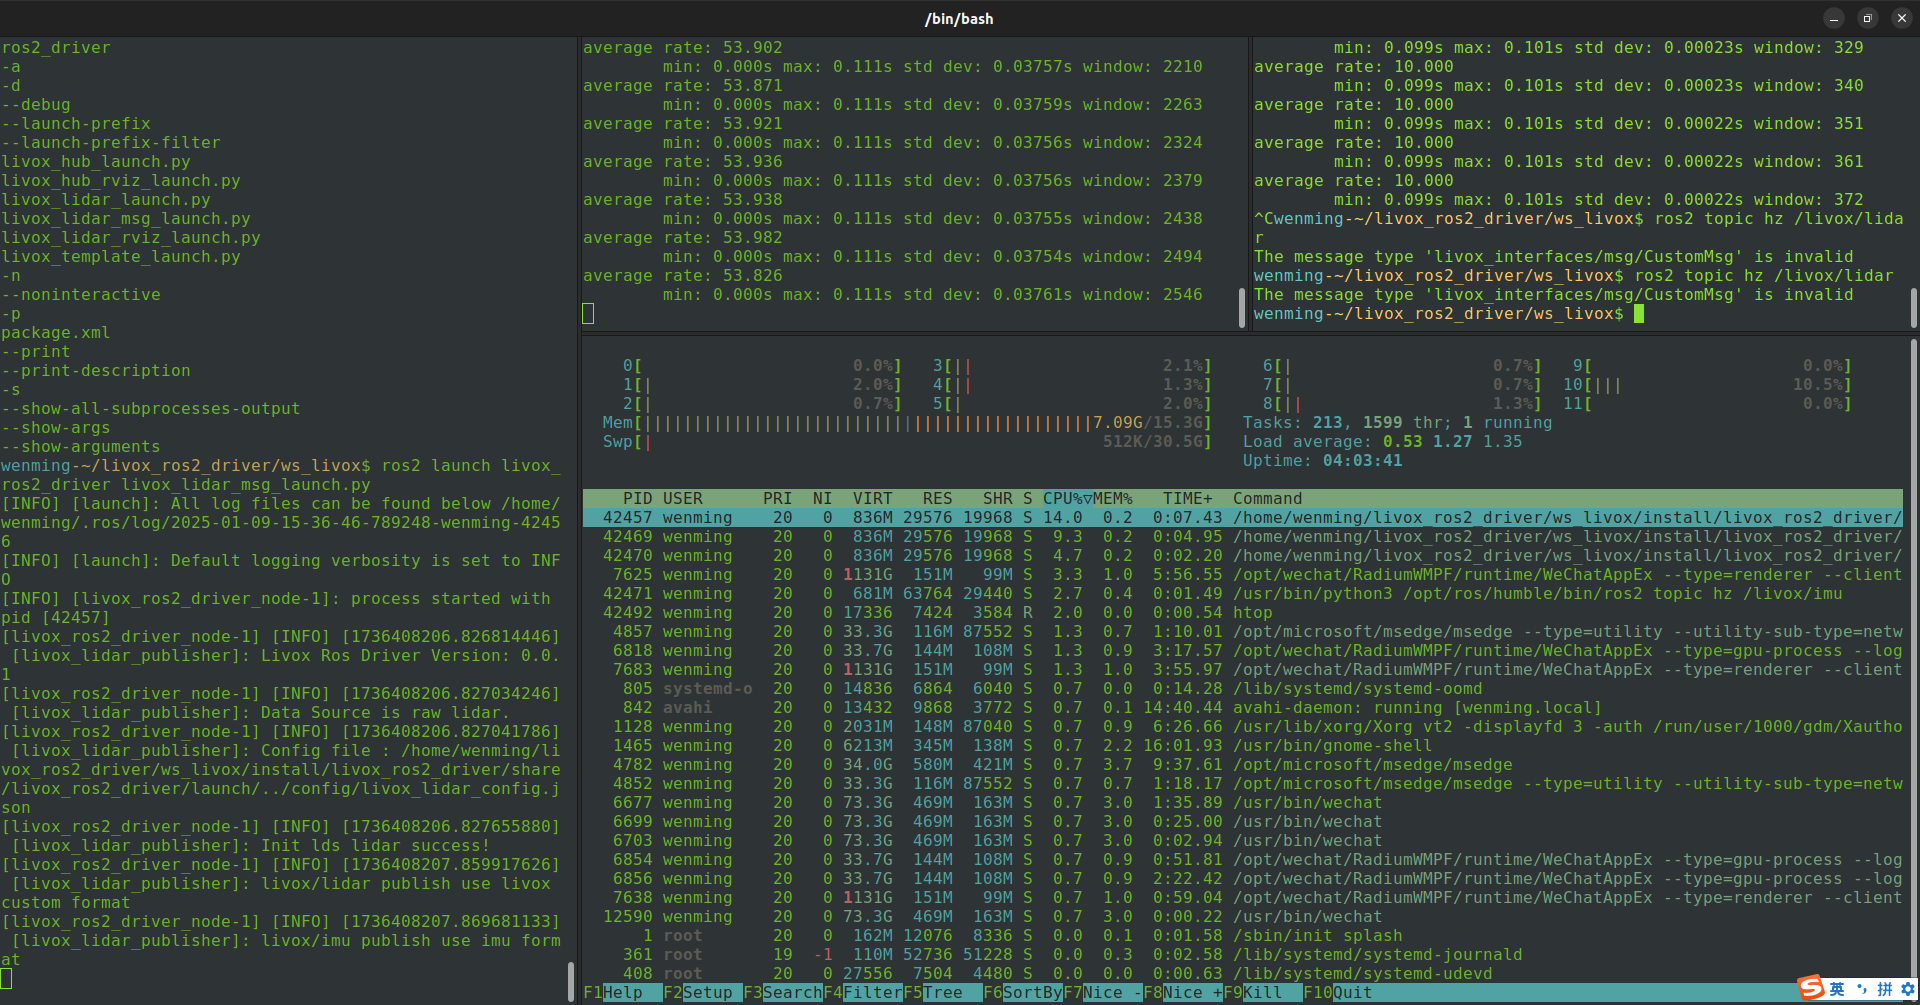 /bin/bash
ros2_driver
-a
-d
--debug
--launch-prefix
--launch-prefix-filter
livox_hub_launch.py
livox_hub_rviz_launch.py
livox_lidar_launch.py
livox_lidar_msg_launch.py
livox_lidar_rviz_launch.py
livox_template_launch.py
-n
--noninteractive
-p
package.xml
--print
--print-description
-s
--show-all-subprocesses-output
--show-args
--show-arguments
wenming-~/livox_ros2_driver/ws_livox$ ros2 launch livox_
ros2_driver livox_lidar_msg_launch.py
[INFO] [launch]: All log files can be found below /home/
wenming/.ros/log/2025-01-09-15-36-46-789248-wenming-4245
6
[INFO] [launch]: Default logging verbosity is set to INF
O
[INFO] [livox_ros2_driver_node-1]: process started with
pid [42457]
[livox_ros2_driver_node-1] [INFO] [1736408206.826814446]
 [livox_lidar_publisher]: Livox Ros Driver Version: 0.0.
1
[livox_ros2_driver_node-1] [INFO] [1736408206.827034246]
 [livox_lidar_publisher]: Data Source is raw lidar.
[livox_ros2_driver_node-1] [INFO] [1736408206.827041786]
 [livox_lidar_publisher]: Config file : /home/wenming/li
vox_ros2_driver/ws_livox/install/livox_ros2_driver/share
/livox_ros2_driver/launch/../config/livox_lidar_config.j
son
[livox_ros2_driver_node-1] [INFO] [1736408206.827655880]
 [livox_lidar_publisher]: Init lds lidar success!
[livox_ros2_driver_node-1] [INFO] [1736408207.859917626]
 [livox_lidar_publisher]: livox/lidar publish use livox
custom format
[livox_ros2_driver_node-1] [INFO] [1736408207.869681133]
 [livox_lidar_publisher]: livox/imu publish use imu form
at
average rate: 53.902
min: 0.000s max: 0.111s std dev: 0.03757s window: 2210
average rate: 53.871
min: 0.000s max: 0.111s std dev: 0.03759s window: 2263
average rate: 53.921
min: 0.000s max: 0.111s std dev: 0.03756s window: 2324
average rate: 53.936
min: 0.000s max: 0.111s std dev: 0.03756s window: 2379
average rate: 53.938
min: 0.000s max: 0.111s std dev: 0.03755s window: 2438
average rate: 53.982
min: 0.000s max: 0.111s std dev: 0.03754s window: 2494
average rate: 53.826
min: 0.000s max: 0.111s std dev: 0.03761s window: 2546
min: 0.099s max: 0.101s std dev: 0.00023s window: 329
average rate: 10.000
min: 0.099s max: 0.101s std dev: 0.00023s window: 340
average rate: 10.000
min: 0.099s max: 0.101s std dev: 0.00022s window: 351
average rate: 10.000
min: 0.099s max: 0.101s std dev: 0.00022s window: 361
average rate: 10.000
min: 0.099s max: 0.101s std dev: 0.00022s window: 372
^Cwenming-~/livox_ros2_driver/ws_livox$ ros2 topic hz /livox/lida
r
The message type 'livox_interfaces/msg/CustomMsg' is invalid
wenming-~/livox_ros2_driver/ws_livox$ ros2 topic hz /livox/lidar
The message type 'livox_interfaces/msg/CustomMsg' is invalid
wenming-~/livox_ros2_driver/ws_livox$
0[ 0.0%] 3[|| 2.1%] 6[| 0.7%] 9[ 0.0%]
1[| 2.0%] 4[|| 1.3%] 7[| 0.7%] 10[||| 10.5%]
2[| 0.7%] 5[| 2.0%] 8[|| 1.3%] 11[ 0.0%]
Mem[|||||||||||||||||||||||||||||||||||||||||||||7.09G/15.3G] Tasks: 213, 1599 thr; 1 running
Swp[| 512K/30.5G] Load average: 0.53 1.27 1.35
Uptime: 04:03:41
PID USER PRI NI VIRT RES SHR S CPU%▽MEM% TIME+ Command
42457 wenming 20 0 836M 29576 19968 S 14.0 0.2 0:07.43 /home/wenming/livox_ros2_driver/ws_livox/install/livox_ros2_driver/
42469 wenming 20 0 836M 29576 19968 S 9.3 0.2 0:04.95 /home/wenming/livox_ros2_driver/ws_livox/install/livox_ros2_driver/
42470 wenming 20 0 836M 29576 19968 S 4.7 0.2 0:02.20 /home/wenming/livox_ros2_driver/ws_livox/install/livox_ros2_driver/
7625 wenming 20 0 1131G 151M 99M S 3.3 1.0 5:56.55 /opt/wechat/RadiumWMPF/runtime/WeChatAppEx --type=renderer --client
42471 wenming 20 0 681M 63764 29440 S 2.7 0.4 0:01.49 /usr/bin/python3 /opt/ros/humble/bin/ros2 topic hz /livox/imu
42492 wenming 20 0 17336 7424 3584 R 2.0 0.0 0:00.54 htop
4857 wenming 20 0 33.3G 116M 87552 S 1.3 0.7 1:10.01 /opt/microsoft/msedge/msedge --type=utility --utility-sub-type=netw
6818 wenming 20 0 33.7G 144M 108M S 1.3 0.9 3:17.57 /opt/wechat/RadiumWMPF/runtime/WeChatAppEx --type=gpu-process --log
7683 wenming 20 0 1131G 151M 99M S 1.3 1.0 3:55.97 /opt/wechat/RadiumWMPF/runtime/WeChatAppEx --type=renderer --client
805 systemd-o 20 0 14836 6864 6040 S 0.7 0.0 0:14.28 /lib/systemd/systemd-oomd
842 avahi 20 0 13432 9868 3772 S 0.7 0.1 14:40.44 avahi-daemon: running [wenming.local]
1128 wenming 20 0 2031M 148M 87040 S 0.7 0.9 6:26.66 /usr/lib/xorg/Xorg vt2 -displayfd 3 -auth /run/user/1000/gdm/Xautho
1465 wenming 20 0 6213M 345M 138M S 0.7 2.2 16:01.93 /usr/bin/gnome-shell
4782 wenming 20 0 34.0G 580M 421M S 0.7 3.7 9:37.61 /opt/microsoft/msedge/msedge
4852 wenming 20 0 33.3G 116M 87552 S 0.7 0.7 1:18.17 /opt/microsoft/msedge/msedge --type=utility --utility-sub-type=netw
6677 wenming 20 0 73.3G 469M 163M S 0.7 3.0 1:35.89 /usr/bin/wechat
6699 wenming 20 0 73.3G 469M 163M S 0.7 3.0 0:25.00 /usr/bin/wechat
6703 wenming 20 0 73.3G 469M 163M S 0.7 3.0 0:02.94 /usr/bin/wechat
6854 wenming 20 0 33.7G 144M 108M S 0.7 0.9 0:51.81 /opt/wechat/RadiumWMPF/runtime/WeChatAppEx --type=gpu-process --log
6856 wenming 20 0 33.7G 144M 108M S 0.7 0.9 2:22.42 /opt/wechat/RadiumWMPF/runtime/WeChatAppEx --type=gpu-process --log
7638 wenming 20 0 1131G 151M 99M S 0.7 1.0 0:59.04 /opt/wechat/RadiumWMPF/runtime/WeChatAppEx --type=renderer --client
12590 wenming 20 0 73.3G 469M 163M S 0.7 3.0 0:00.22 /usr/bin/wechat
1 root 20 0 162M 12076 8336 S 0.0 0.1 0:01.58 /sbin/init splash
361 root 19 -1 110M 52736 51228 S 0.0 0.3 0:02.58 /lib/systemd/systemd-journald
408 root 20 0 27556 7504 4480 S 0.0 0.0 0:00.63 /lib/systemd/systemd-udevd
F1Help F2Setup F3SearchF4FilterF5Tree F6SortByF7Nice -F8Nice +F9Kill F10Quit
S 英 拼